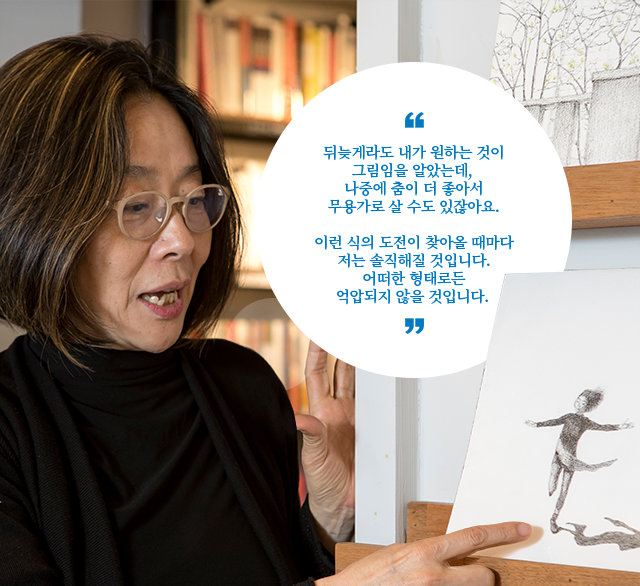 “
뒤늦게라도 내가 원하는 것이
그림임을 알았는데,
나중에 춤이 더 좋아서
무용가로 살 수도 있잖아요.
이런 식의 도전이 찾아올 때마다
저는 솔직해질 것입니다.
어떠한 형태로든
억압되지 않을 것입니다.
”